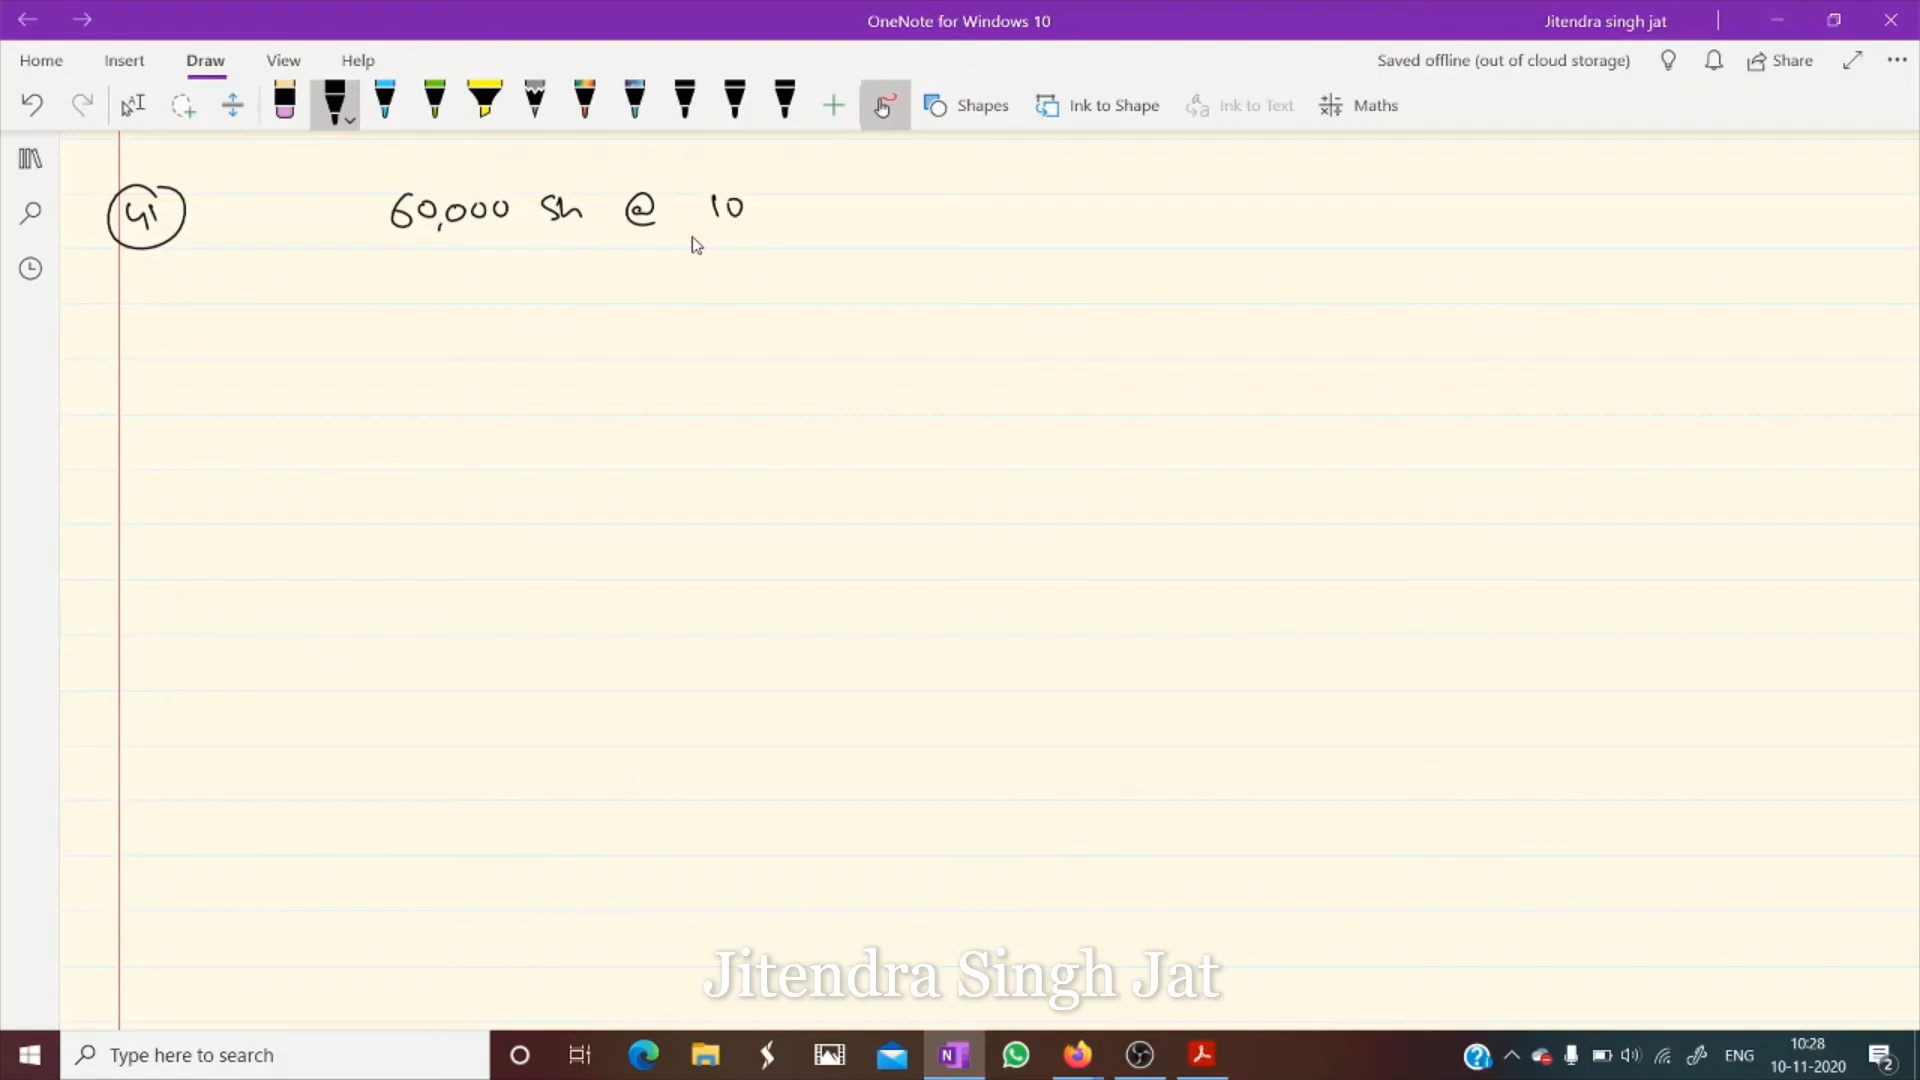 OneNote for Windows 10
Jitendra singh jat
Home Insert Draw View Help
Saved offline (out of cloud storage) Share
Shapes Ink to Shape Ink to Text Maths
41 60,000 Sh @ 10
Jitendra Singh Jat
Type here to search
ENG
10:28
10-11-2020
2